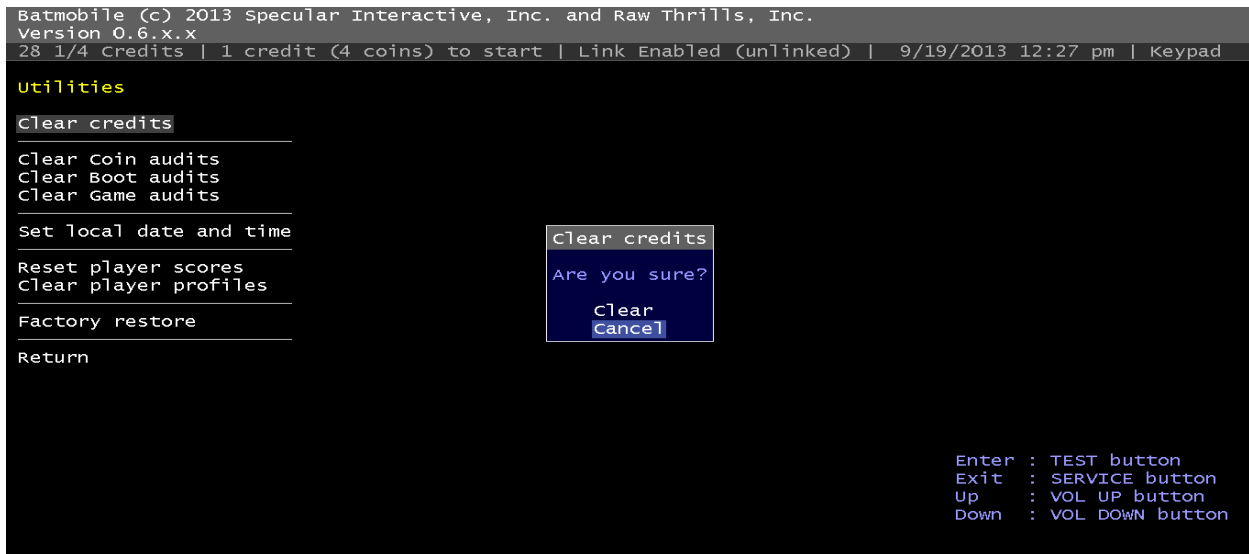 Batmobile (c) 2013 Specular Interactive, Inc. and Raw Thrills, Inc.
Version 0.6.x.x
28 1/4 Credits | 1 credit (4 coins) to start | Link Enabled (unlinked) | 9/19/2013 12:27 pm | Keypad
Utilities
Clear credits
Clear Coin audits
Clear Boot audits
Clear Game audits
Set local date and time
Reset player scores
Clear player profiles
Factory restore
Return
Clear credits
Are you sure?
Clear
Cancel
Enter : TEST button
Exit : SERVICE button
Up : VOL UP button
Down : VOL DOWN button